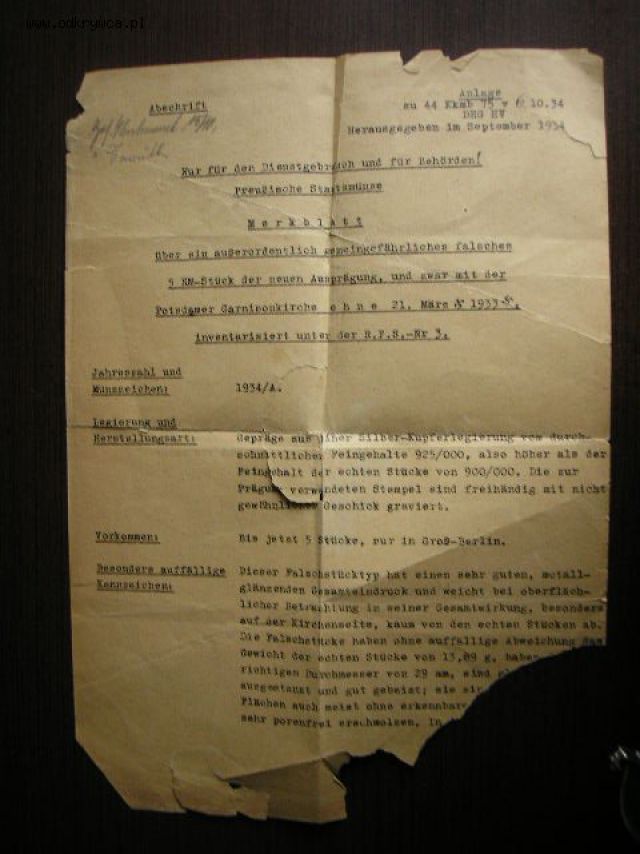 www.odkrywca.pl
Anlage
Abschrift
zu 44 Kkmb 75 v 6 10.34
DEG EV
Herausgegeben im September 1934
Nur für den Dienstgebrauch und für Behörden!
Preußische Staatsmünze
Merkblatt
über ein außerordentlich gemeingefährliches falsches
5 RM-Stück der neuen Ausprägung, und zwar mit der
Potsdamer Garnisonkirche ohne 21. März 1933
inventarisiert unter der R.F.S.-Nr 3.
Jahreszahl und
Münzzeichen: 1934/A.
Legierung und
Herstellungsart: Gepräge aus einer Silber-Kupferlegierung vom durch-
schnittlichen Feingehalte 925/000, also höher als der
Feingehalt der echten Stücke von 900/000. Die zur
Prägung verwendeten Stempel sind freihändig mit nicht
gewöhnlicher Geschick graviert.
Vorkommen: Bis jetzt 5 Stücke, nur in Groß-Berlin.
Besonders auffällige Dieser Falschstücktyp hat einen sehr guten, metall-
Kennzeichen: glänzenden Gesamteindruck und weicht bei oberfläch-
licher Betrachtung in seiner Gesamtwirkung, besonders
auf der Kirchenseite, kaum von den echten Stücken ab.
Die Falschstücke haben ohne auffällige Abweichung das
Gewicht der echten Stücke von 13,89 g, haben
richtigen Durchmesser von 29 mm, sind
ausgestanzt und gut gebeizt; sie
Flächen auch meist ohne erkennbare
sehr porenfrei erschmolzen. In